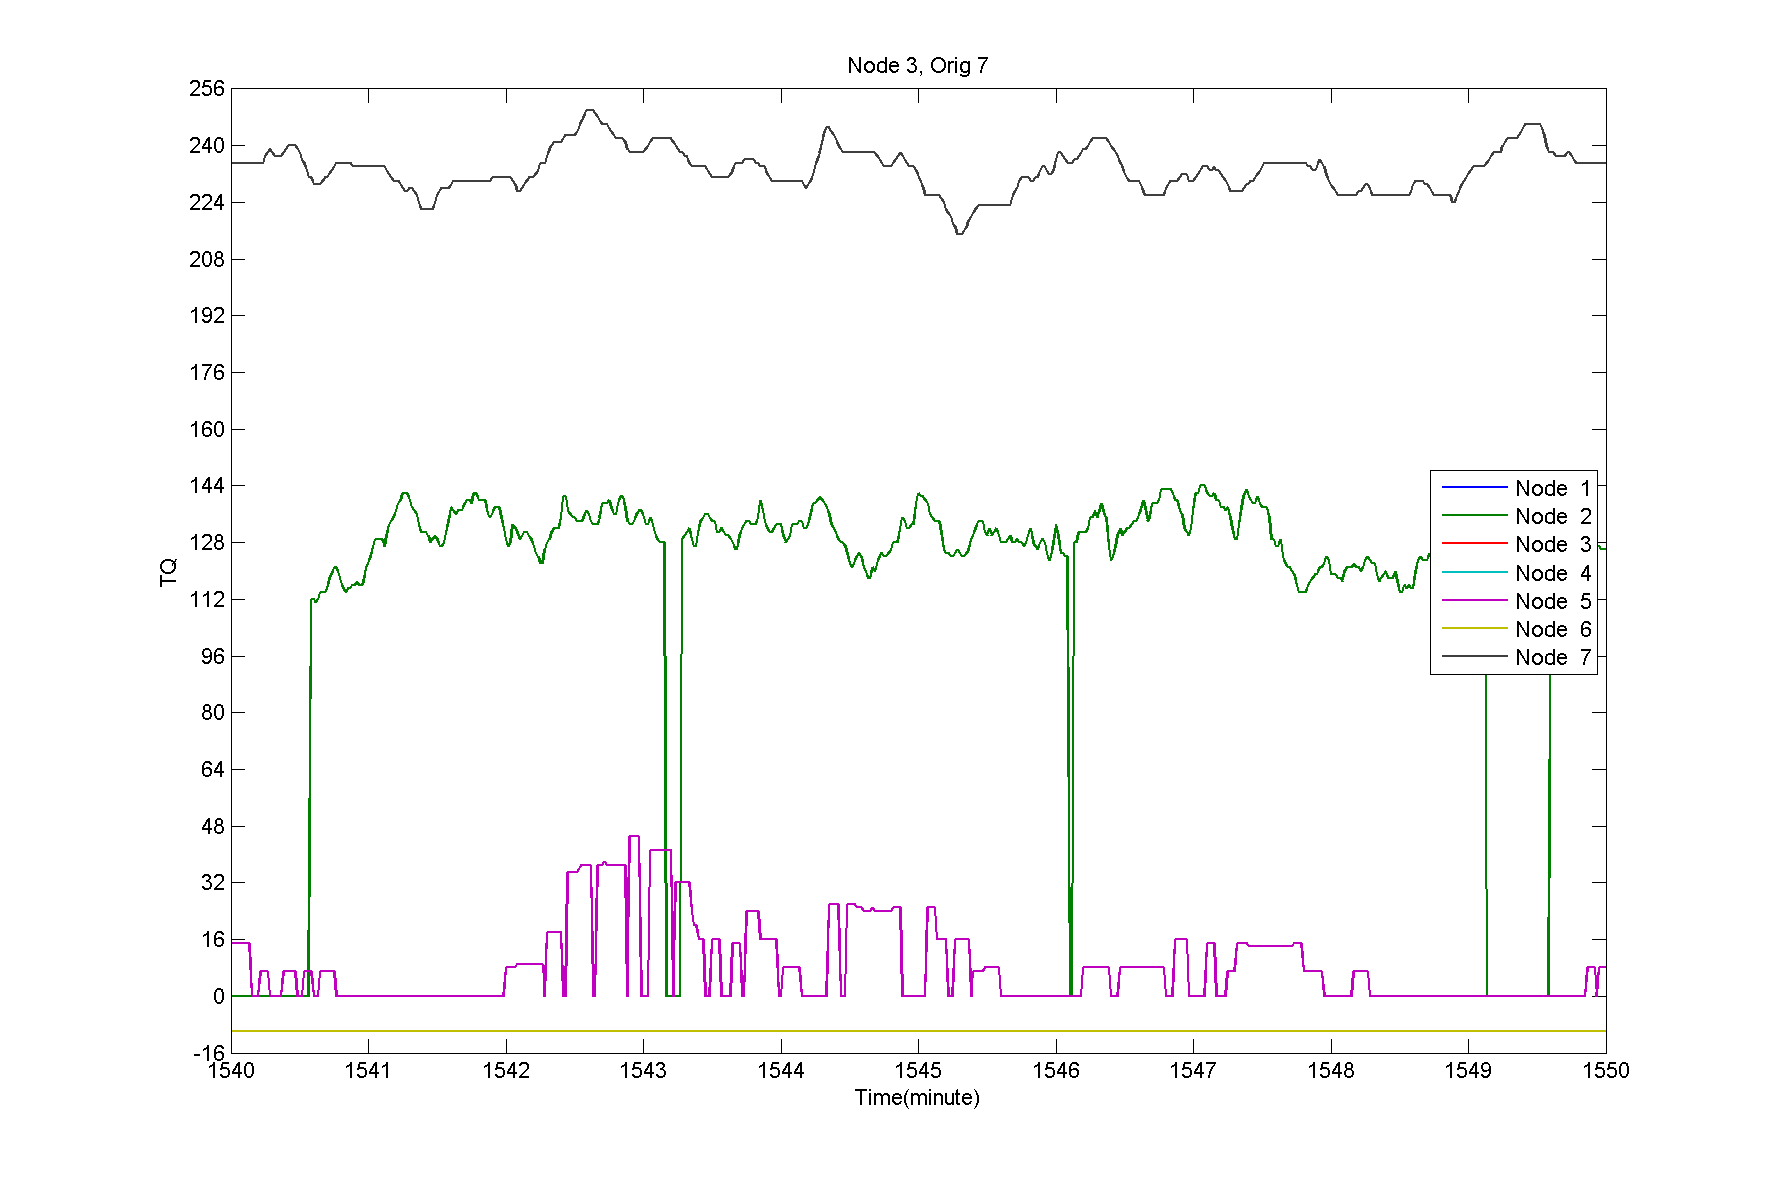 Node 3, Orig 7
256
240
224
208
192
176
160
144
128
112
96
80
64
48
32
16
0
-16
TQ
Node 1
Node 2
Node 3
Node 4
Node 5
Node 6
Node 7
1540 1541 1542 1543 1544 1545 1546 1547 1548 1549 1550
Time(minute)